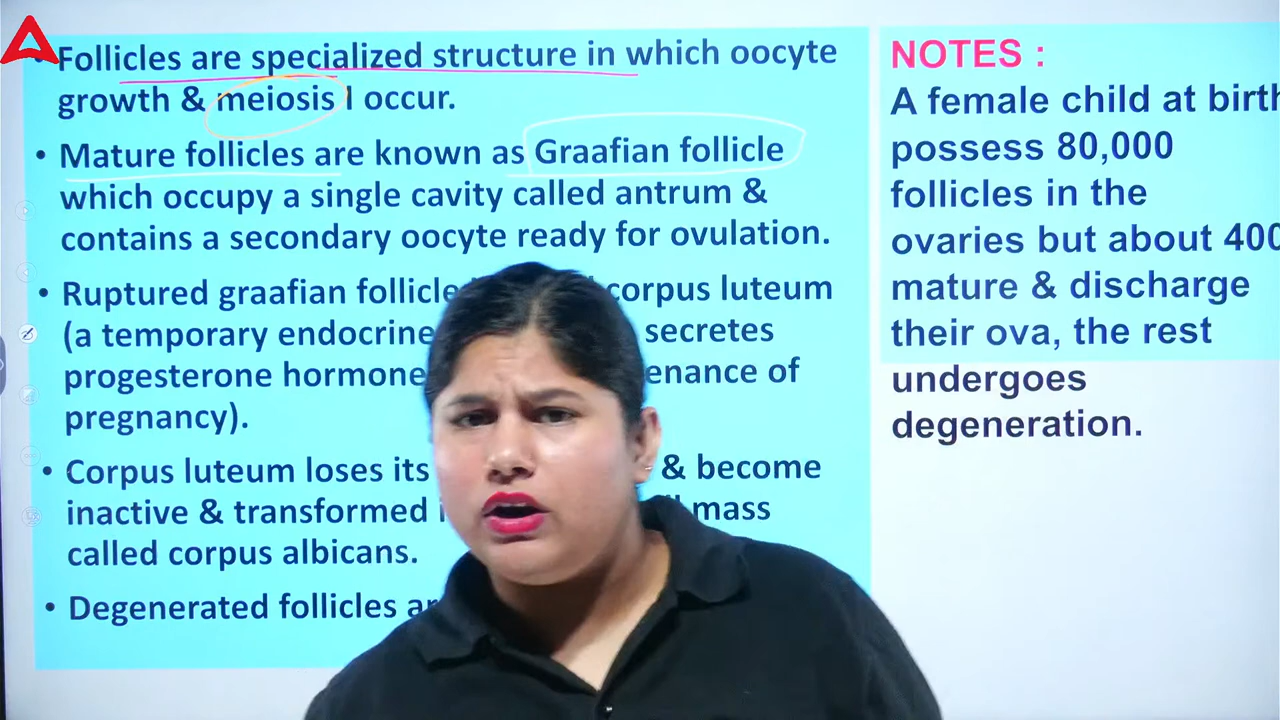 • Follicles are specialized structure in which oocyte
growth & meiosis I occur.
• Mature follicles are known as Graafian follicle
which occupy a single cavity called antrum &
contains a secondary oocyte ready for ovulation.
• Ruptured graafian follicle corpus luteum
(a temporary endocrine secretes
progesterone hormone of
pregnancy).
• Corpus luteum loses its & become
inactive & transformed mass
called corpus albicans.
• Degenerated follicles
NOTES :
A female child at birth
possess 80,000
follicles in the
ovaries but about 400
mature & discharge
their ova, the rest
undergoes
degeneration.